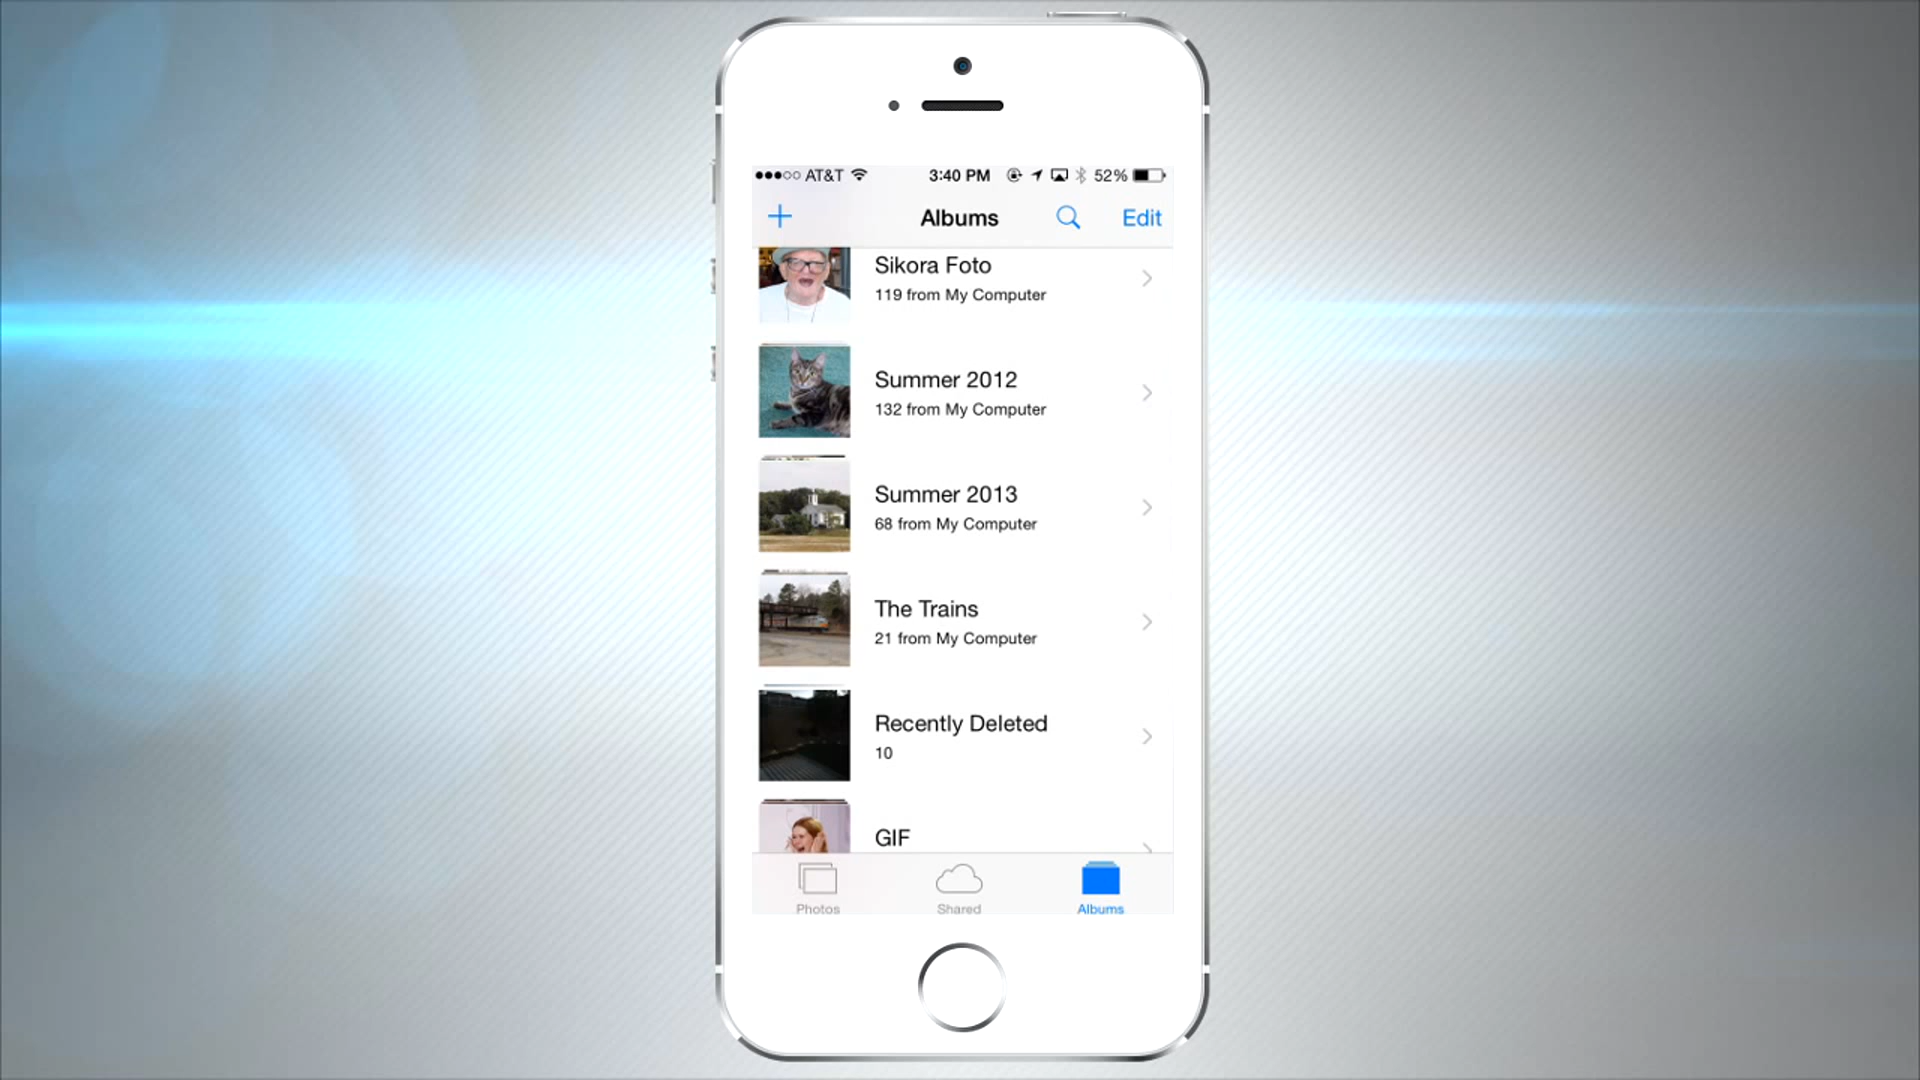 AT&T 3:40 PM 52%
Albums Edit
Sikora Foto
119 from My Computer
Summer 2012
132 from My Computer
Summer 2013
68 from My Computer
The Trains
21 from My Computer
Recently Deleted
10
GIF
Photos Shared Albums